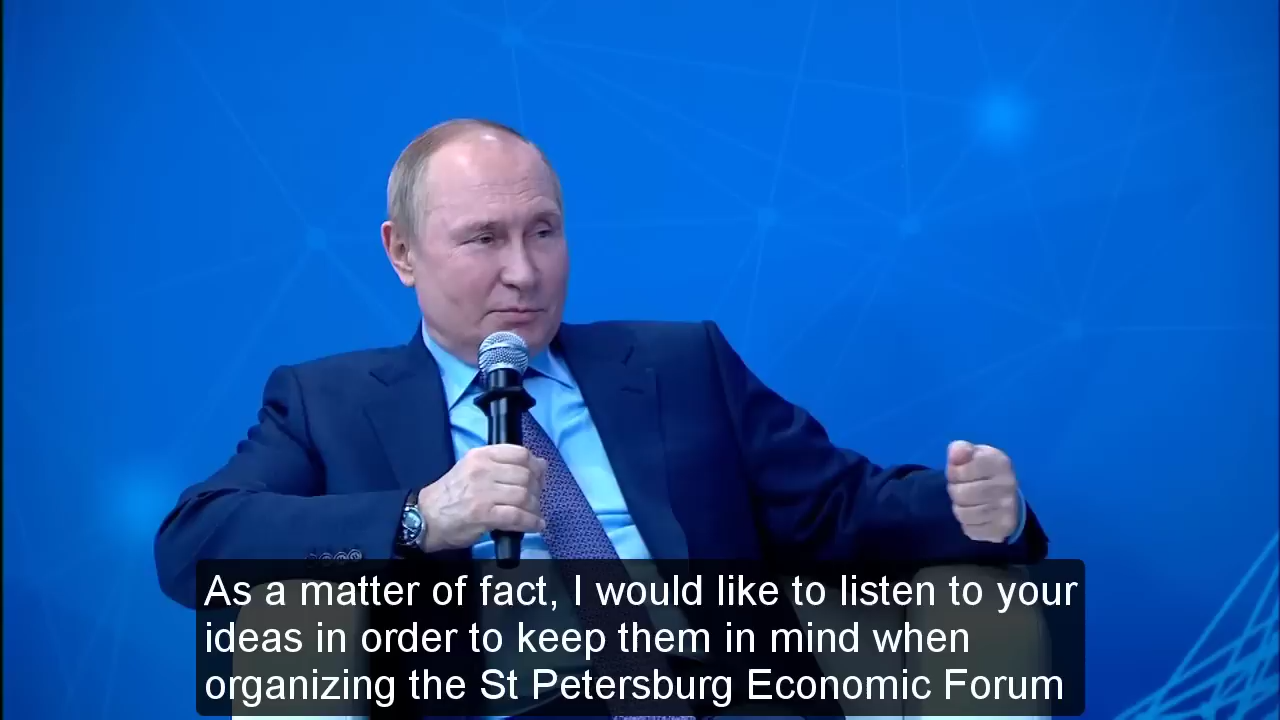 As a matter of fact, I would like to listen to your
ideas in order to keep them in mind when
organizing the St Petersburg Economic Forum